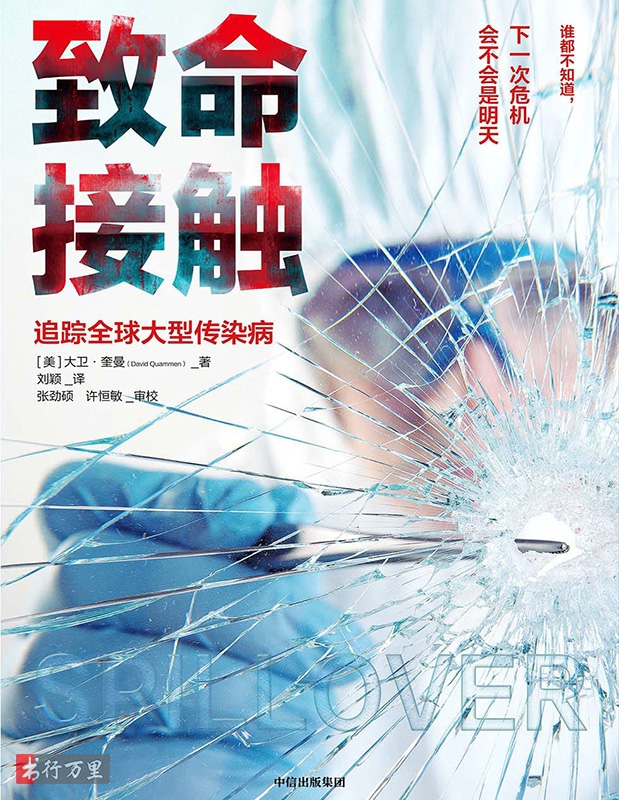 致命
接触
谁都不知道，
下一次危机
会不会是明天
追踪全球大型传染病
[美]大卫·奎曼(David Quammen) _著
刘颖 _译
张劲硕 许恒敏 _审校
SRILLOVER
书行万里
中信出版集团